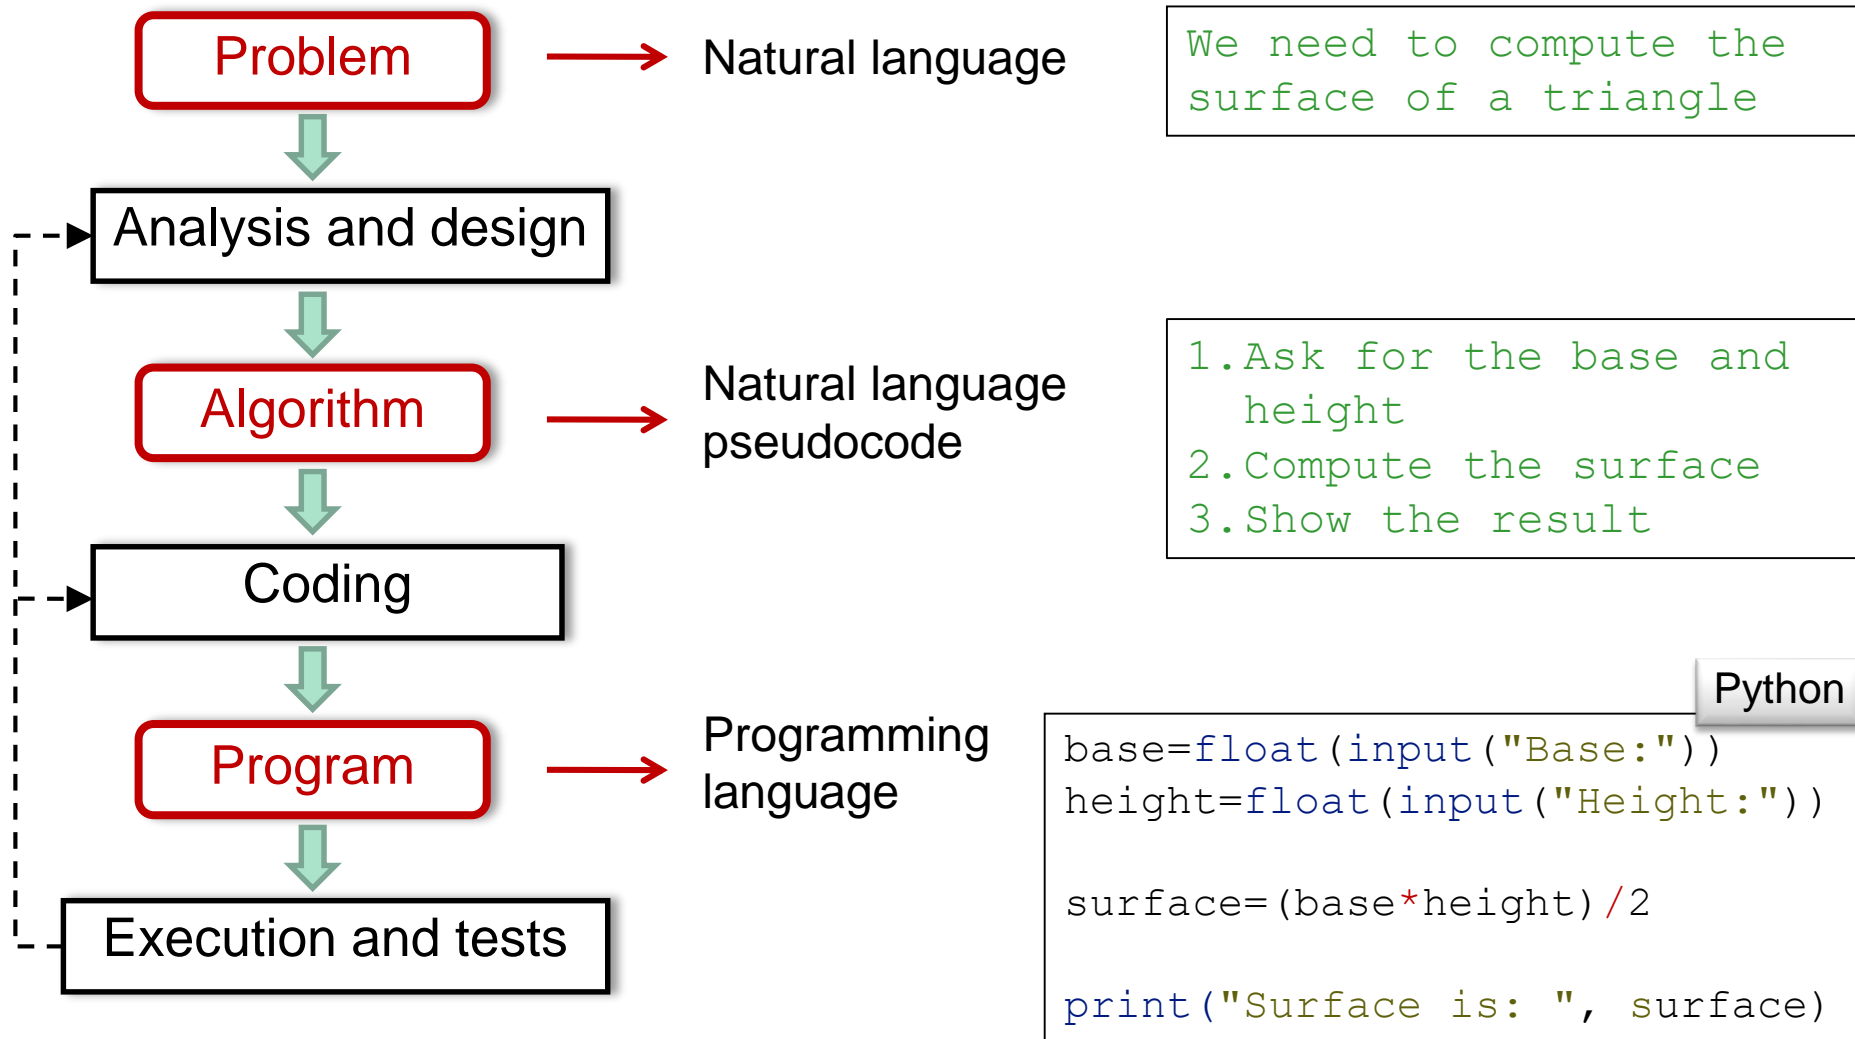 Problem
Natural language
We need to compute the
surface of a triangle
Analysis and design
Algorithm
Natural language
pseudocode
1.Ask for the base and
height
2.Compute the surface
3.Show the result
Coding
Program
Programming
language
Python
base=float(input("Base:"))
height=float(input("Height:"))
surface=(base*height)/2
print("Surface is: ", surface)
Execution and tests